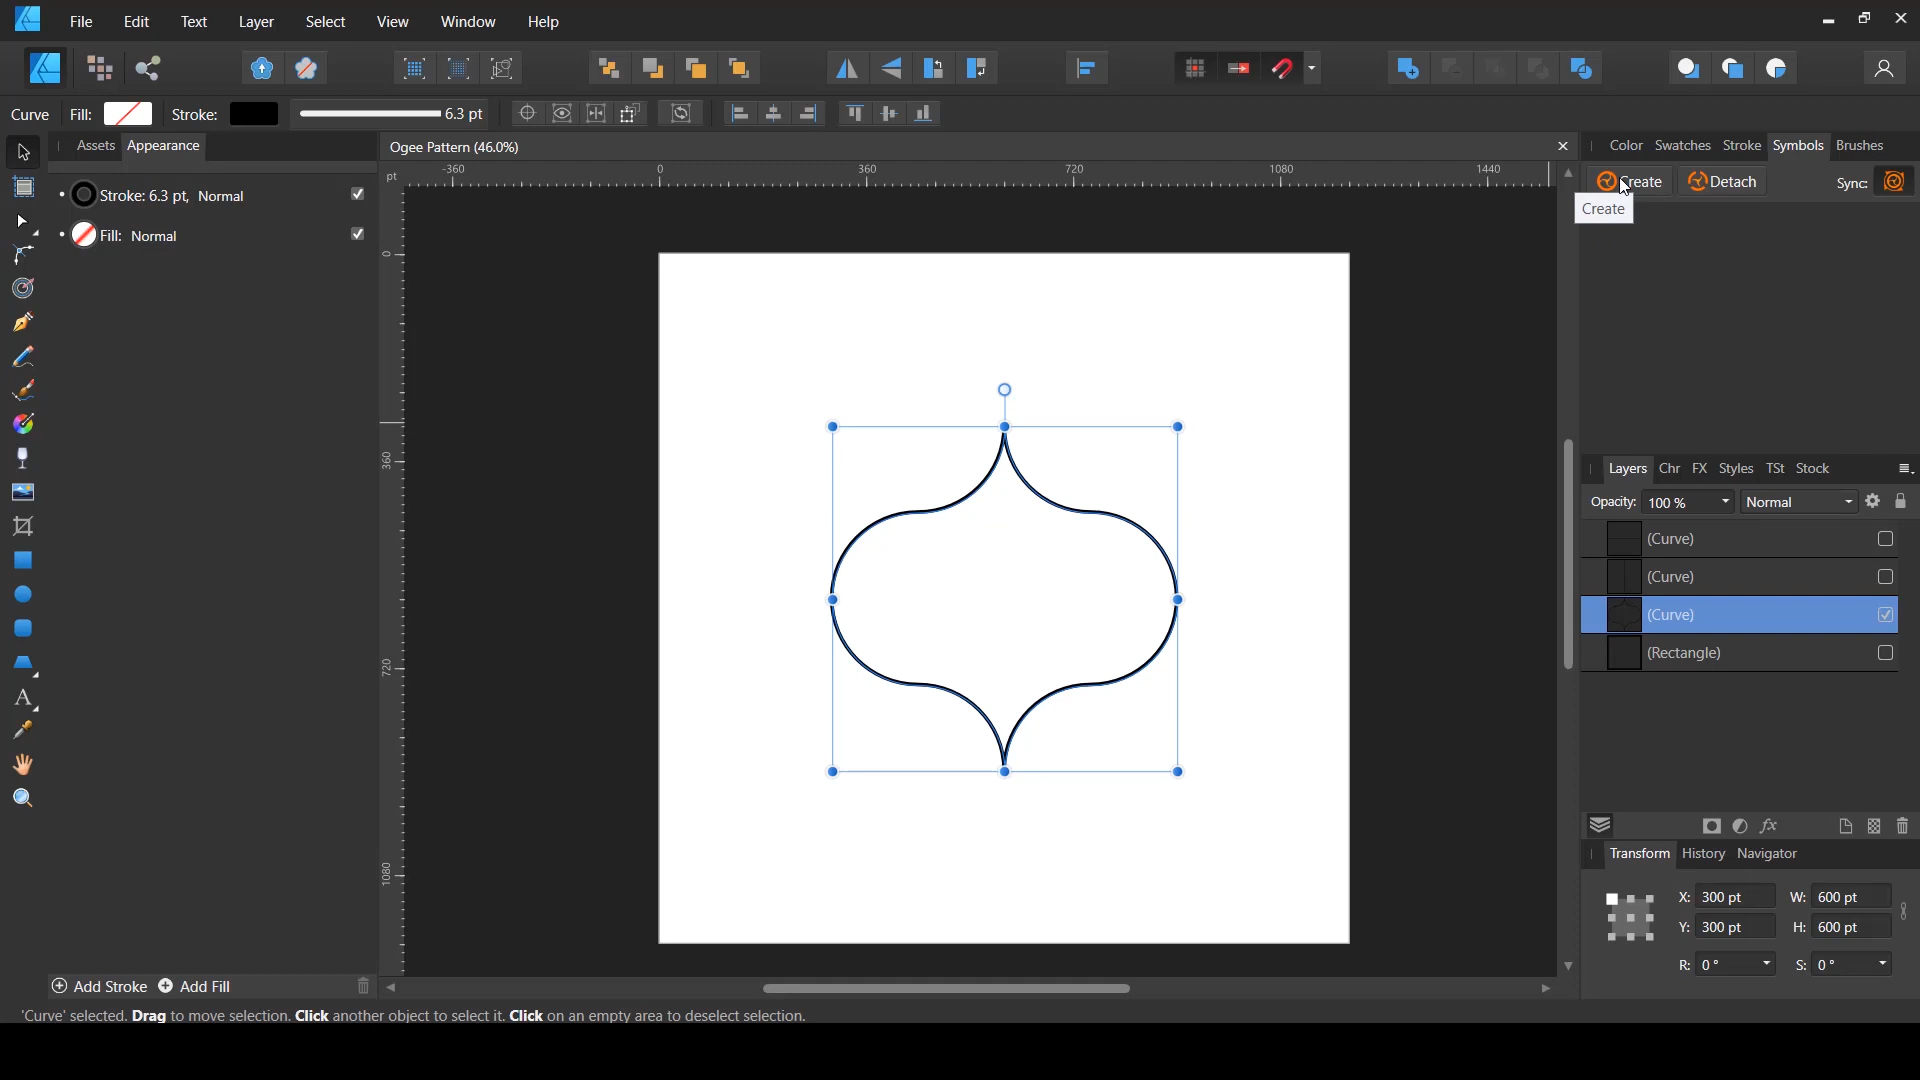 File Edit Text Layer Select View Window Help
Curve Fill: Stroke: 6.3 pt
Assets Appearance
Stroke: 6.3 pt, Normal
Fill: Normal
Add Stroke Add Fill
Ogee Pattern (46.0%)
pt -360 0 360 720 1080 1440
0
360
720
1080
Color Swatches Stroke Symbols Brushes
Create Detach Sync:
Create
Layers Chr FX Styles TSt Stock
Opacity: 100 % Normal
(Curve)
(Curve)
(Curve)
(Rectangle)
fx
Transform History Navigator
X: 300 pt W: 600 pt
Y: 300 pt H: 600 pt
R: 0 ° S: 0 °
'Curve' selected. Drag to move selection. Click another object to select it. Click on an empty area to deselect selection.